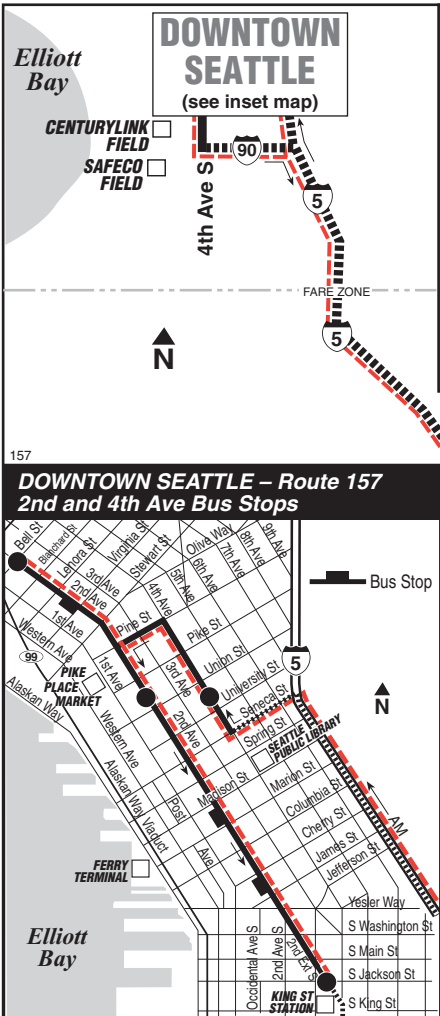 Elliott
Bay
DOWNTOWN
SEATTLE
(see inset map)
CENTURYLINK
FIELD
SAFECO
FIELD
90
4th Ave S
5
FARE ZONE
5
N
157
DOWNTOWN SEATTLE – Route 157
2nd and 4th Ave Bus Stops
Bell St
Blanchard St
Lenora St
Virginia St
Stewart St
Olive Way
9th Ave
8th Ave
7th Ave
6th Ave
5th Ave
4th Ave
3rd Ave
2nd Ave
1st Ave
Western Ave
99
Alaskan Way
Pine St
Pike St
Union St
University St
Seneca St
Spring St
Bus Stop
5
N
PIKE
PLACE
MARKET
1st Ave
3rd Ave
2nd Ave
SEATTLE
PUBLIC LIBRARY
Western Ave
Alaskan Way Viaduct
Post
Ave
Madison St
Marion St
Columbia St
Cherry St
James St
Jefferson St
AM
FERRY
TERMINAL
Yesler Way
S Washington St
S Main St
S Jackson St
S King St
Elliott
Bay
Occidental Ave S
2nd Ave S
2nd Ext S
KING ST
STATION